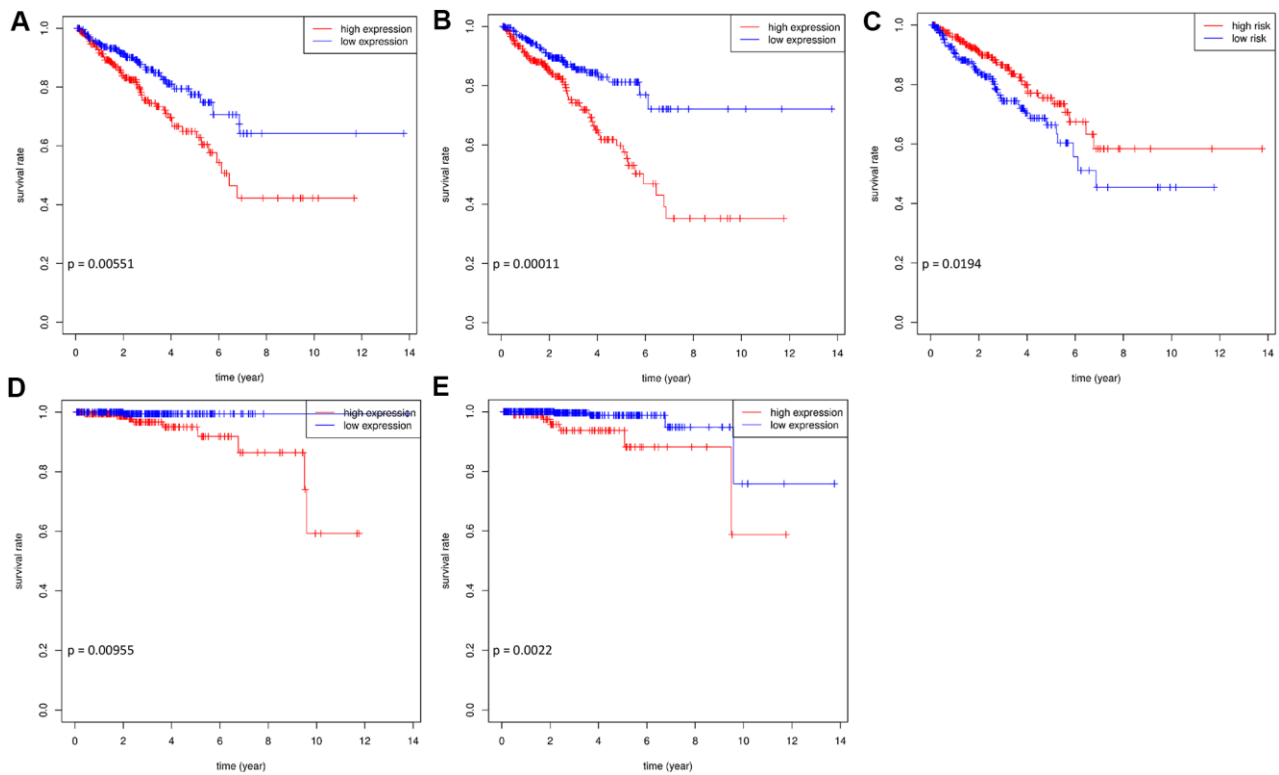 A
high expression
low expression
survival rate
1.0
0.8
0.6
0.4
0.2
0.0
p = 0.00551
0 2 4 6 8 10 12 14
time (year)
B
high expression
low expression
survival rate
1.0
0.8
0.6
0.4
0.2
0.0
p = 0.00011
0 2 4 6 8 10 12 14
time (year)
C
high risk
low risk
survival rate
1.0
0.8
0.6
0.4
0.2
0.0
p = 0.0194
0 2 4 6 8 10 12 14
time (year)
D
high expression
low expression
survival rate
1.0
0.8
0.6
0.4
0.2
0.0
p = 0.00955
0 2 4 6 8 10 12 14
time (year)
E
high expression
low expression
survival rate
1.0
0.8
0.6
0.4
0.2
0.0
p = 0.0022
0 2 4 6 8 10 12 14
time (year)